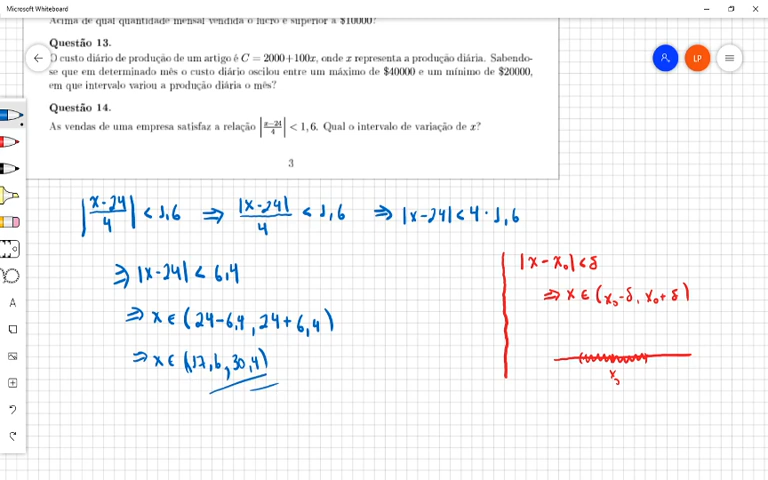 Microsoft Whiteboard
Acima de qual quantidade mensal vendida o lucro é superior a $10000?
Questão 13.
O custo diário de produção de um artigo é C = 2000+100x, onde x representa a produção diária. Sabendo-
se que em determinado mês o custo diário oscilou entre um máximo de $40000 e um mínimo de $20000,
em que intervalo variou a produção diária o mês?
Questão 14.
As vendas de uma empresa satisfaz a relação |x−24/4| < 1,6. Qual o intervalo de variação de x?
3
LP
|x-24/4| < 1,6 ⇒ |x-24|/4 < 1,6 ⇒ |x-24| < 4 · 1,6
⇒ |x-24| < 6,4
⇒ x ∈ (24-6,4, 24+6,4)
⇒ x ∈ (17,6, 30,4)
|x-x₀| < δ
⇒ x ∈ (x₀-δ, x₀+δ)
x₀
A